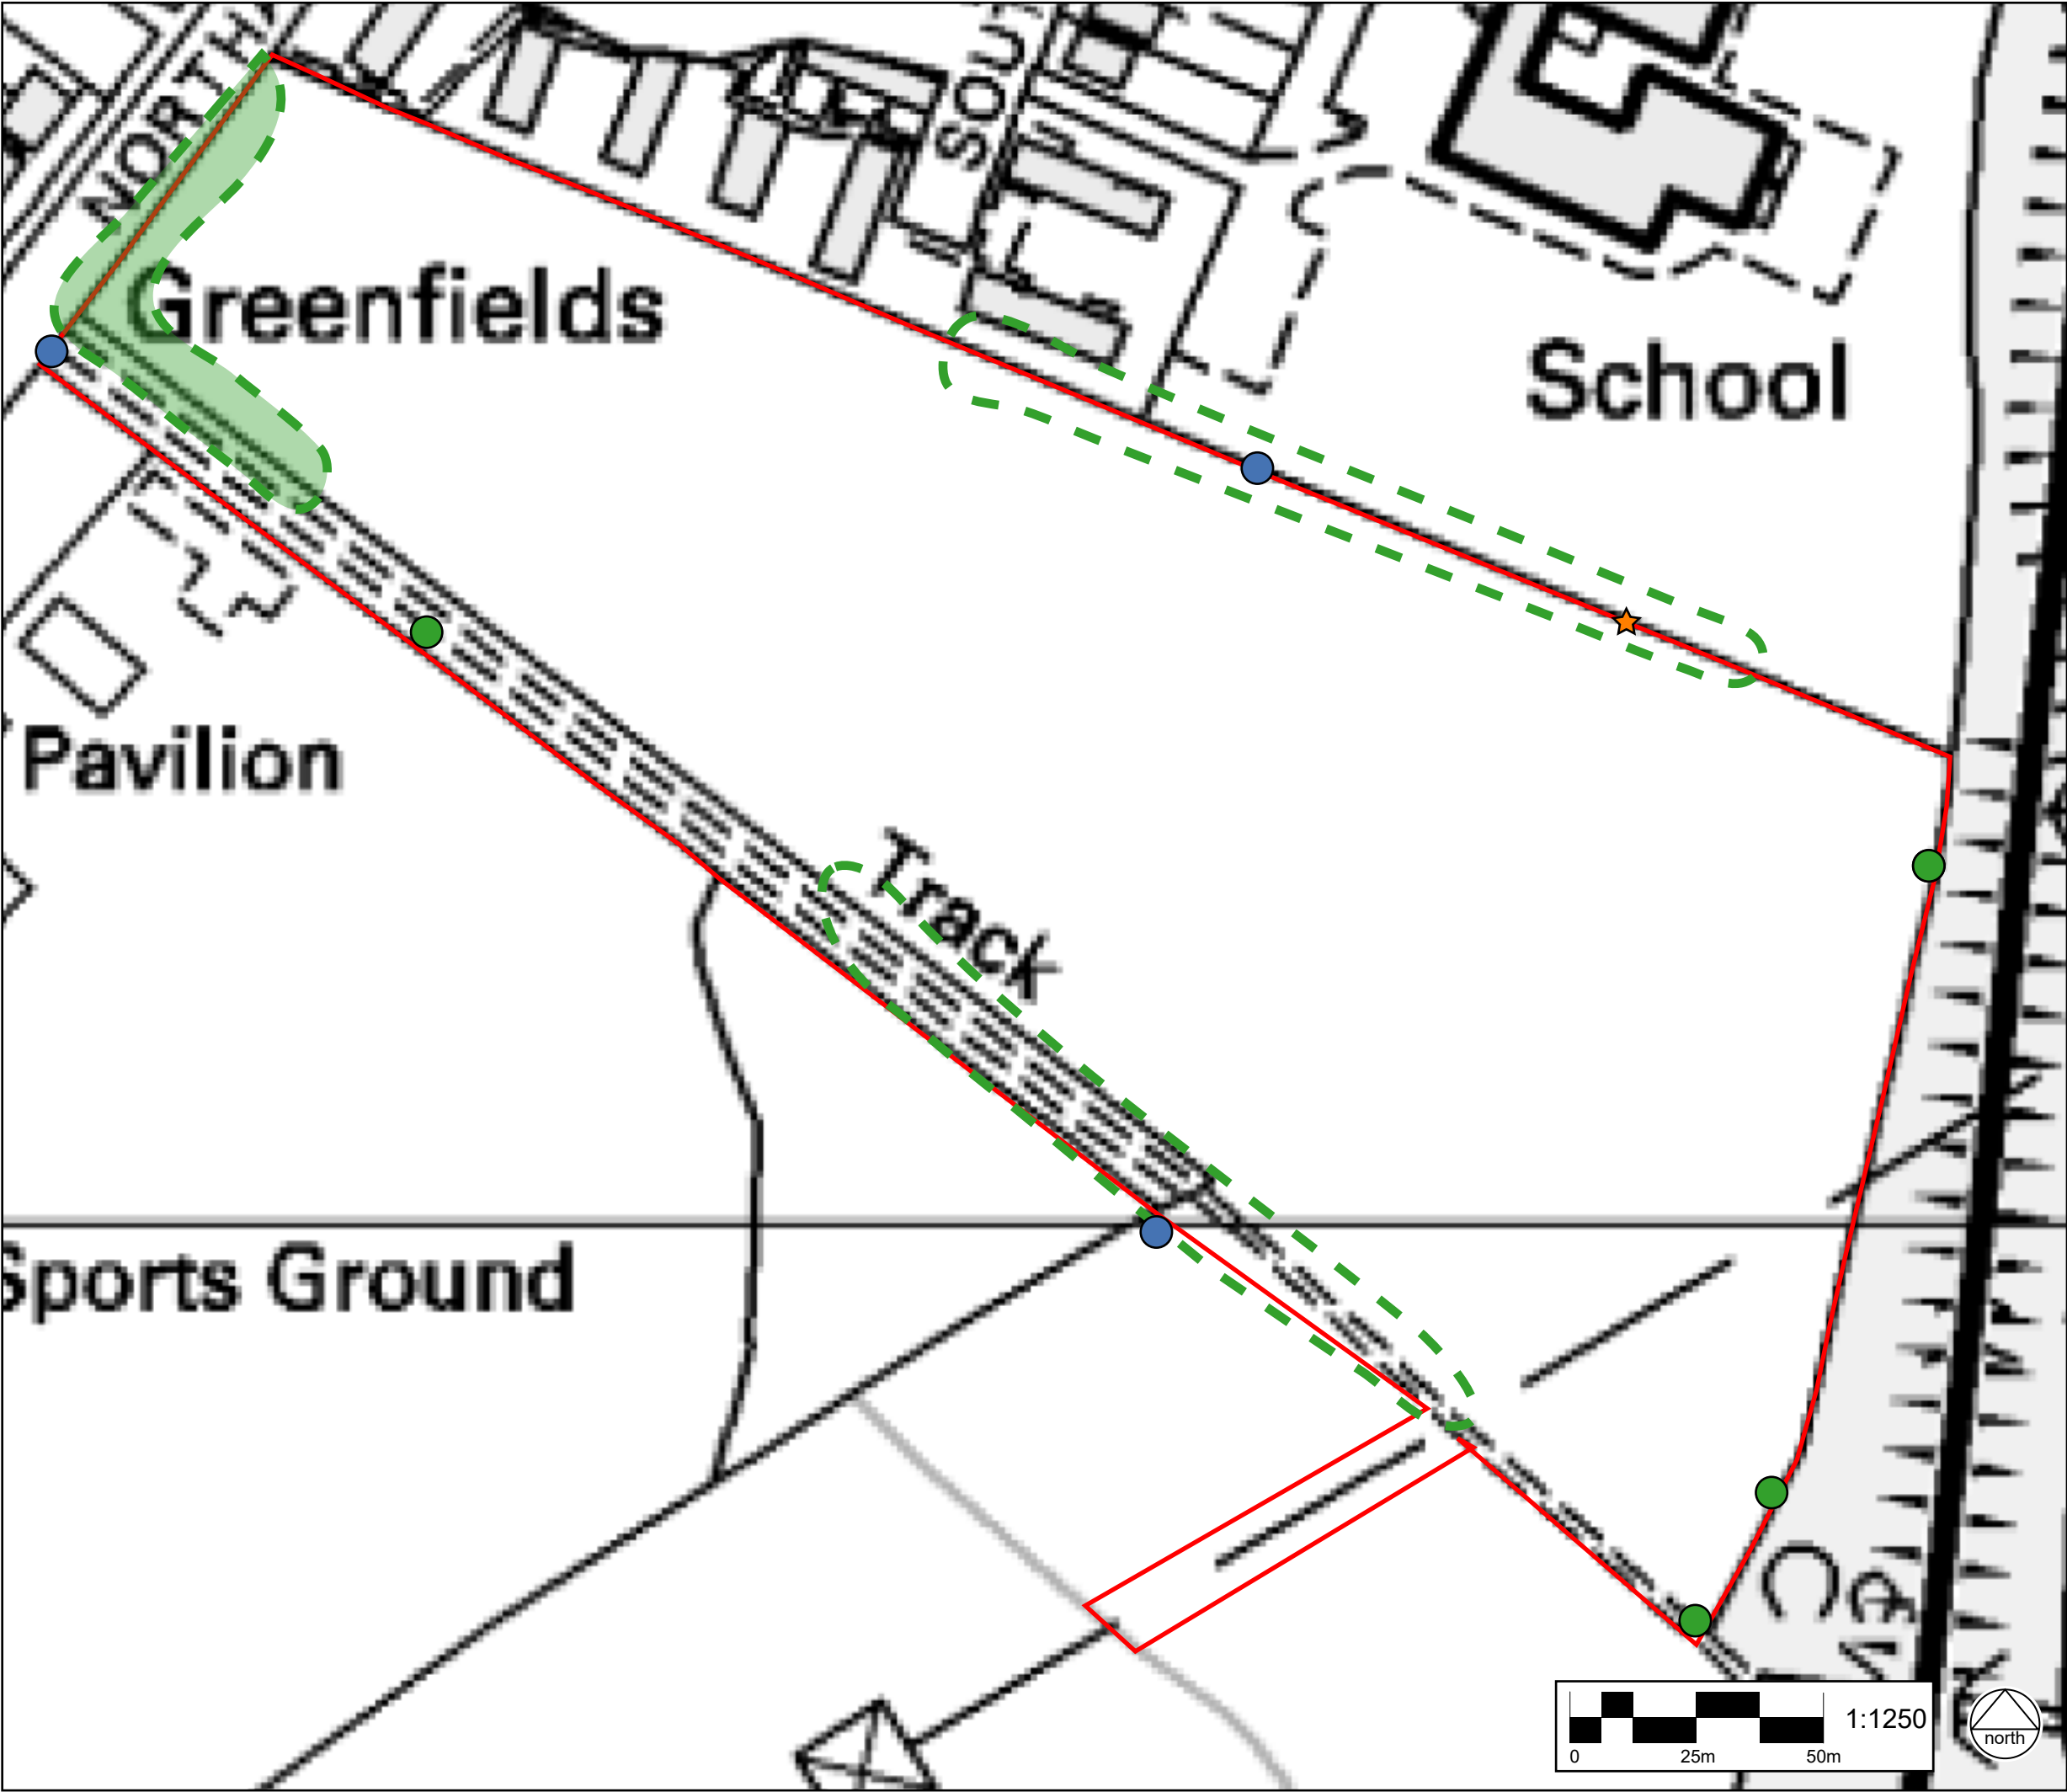 NORTH
SOU
Greenfields
School
Pavilion
Track
Sports Ground
1:1250
0 25m 50m
north